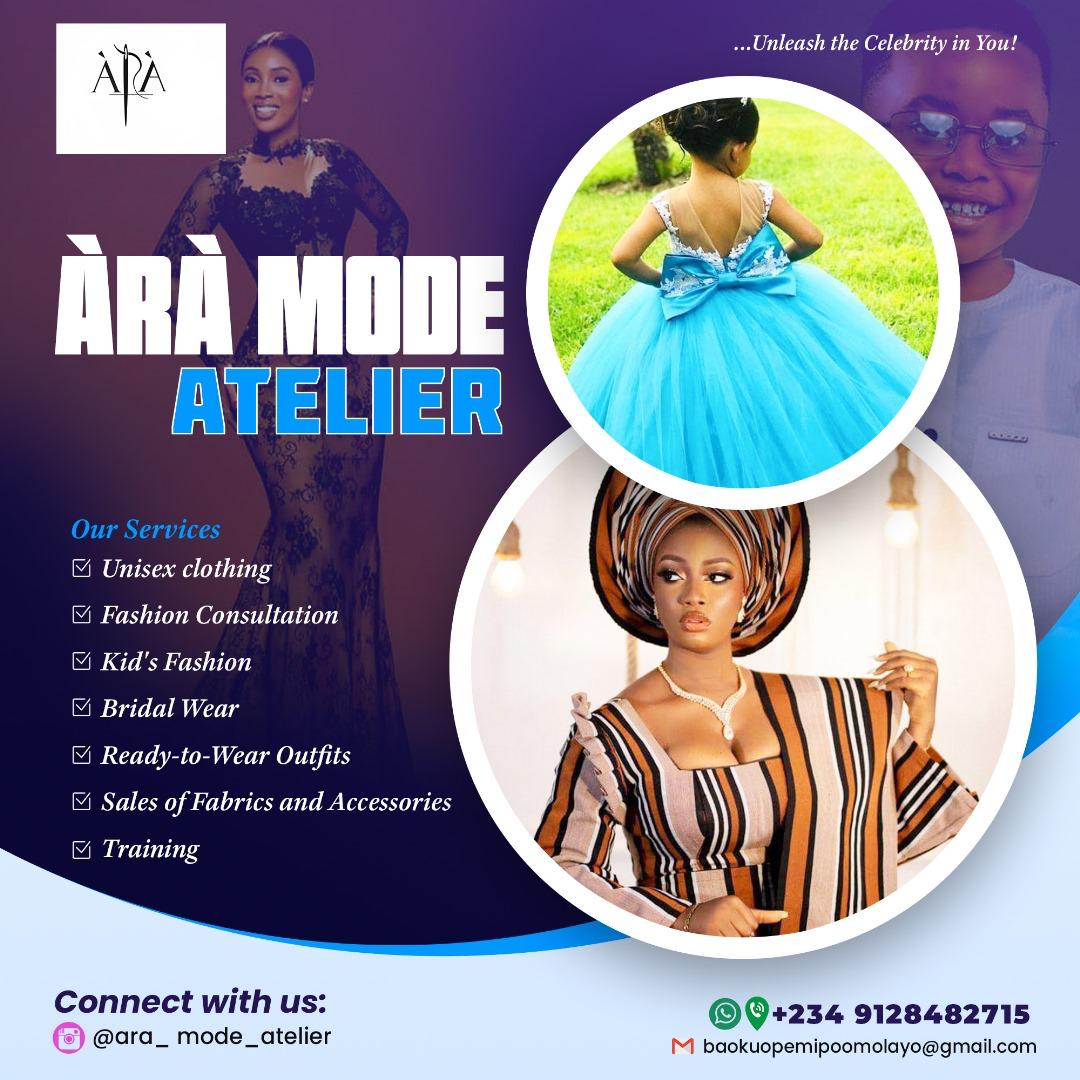 ÀRÀ
...Unleash the Celebrity in You!
ÀRÀ MODE
ATELIER
Our Services
Unisex clothing
Fashion Consultation
Kid's Fashion
Bridal Wear
Ready-to-Wear Outfits
Sales of Fabrics and Accessories
Training
Connect with us:
@ara_ mode_atelier
+234 9128482715
baokuopemipoomolayo@gmail.com